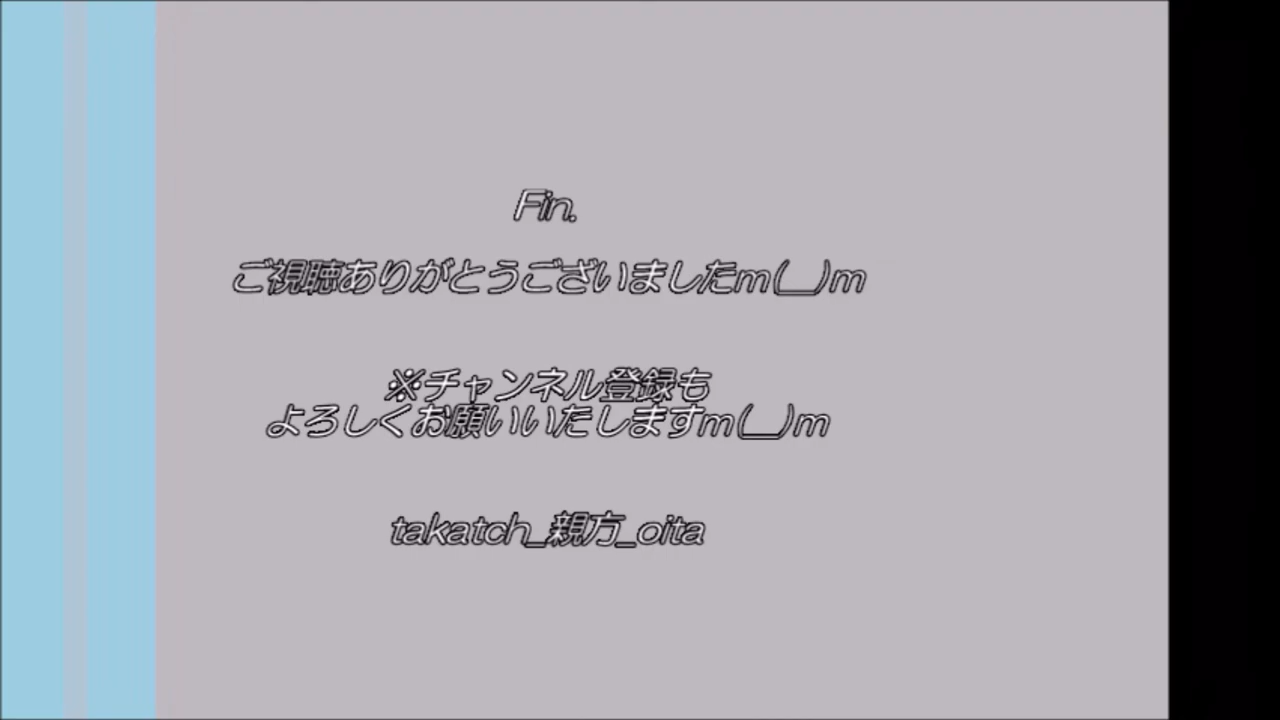 Fin.
ご視聴ありがとうございましたm(__)m
※チャンネル登録も
よろしくお願いいたしますm(__)m
takatch_親方_oita